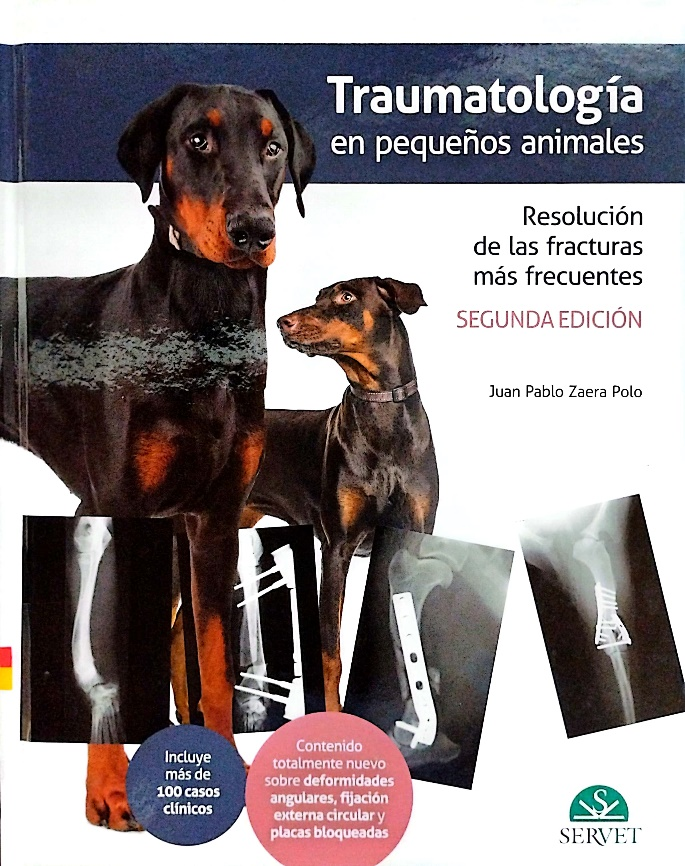 Traumatología
en pequeños animales
Resolución
de las fracturas
más frecuentes
SEGUNDA EDICIÓN
Juan Pablo Zaera Polo
Incluye
más de
100 casos
clínicos
Contenido
totalmente nuevo
sobre deformidades
angulares, fijación
externa circular y
placas bloqueadas
S
SERVET